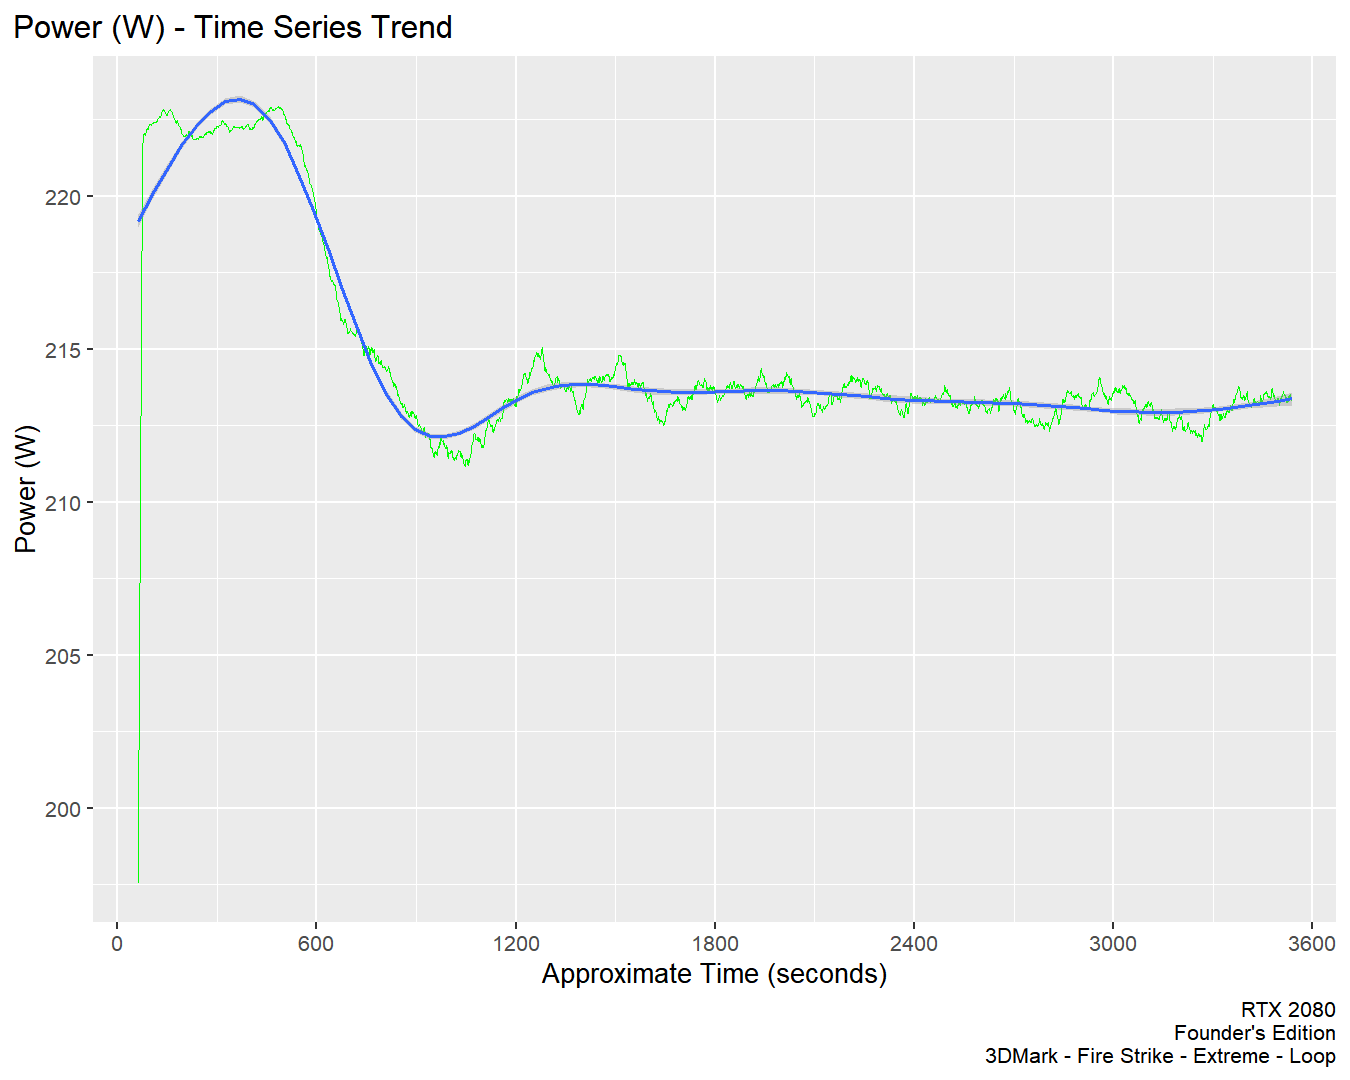 Power (W) - Time Series Trend
Power (W)
220
215
210
205
200
0 600 1200 1800 2400 3000 3600
Approximate Time (seconds)
RTX 2080
Founder's Edition
3DMark - Fire Strike - Extreme - Loop